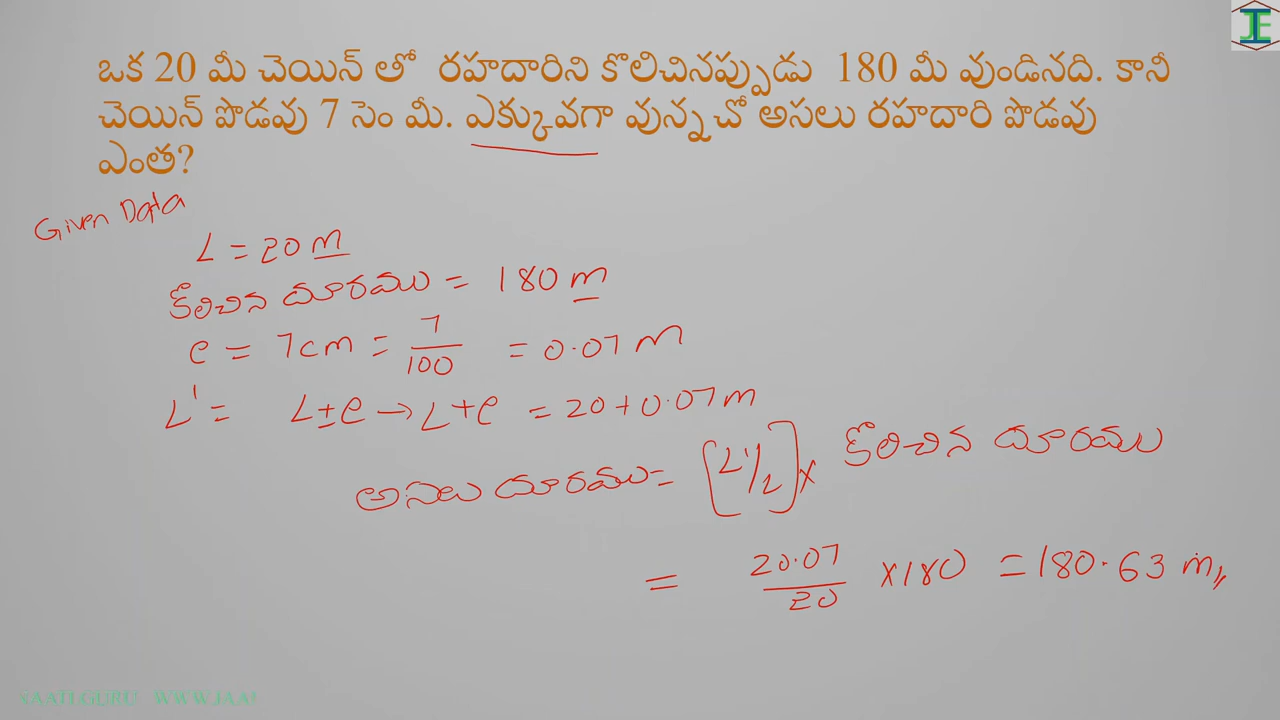 ఒక 20 మీ చెయిన్ తో రహదారిని కొలిచినప్పుడు 180 మీ వుండినది. కానీ
చెయిన్ పొడవు 7 సెం మీ. ఎక్కువగా వున్నచో అసలు రహదారి పొడవు
ఎంత?
Given Data
L = 20 m
కొలిచిన దూరము = 180 m
e = 7cm = 7/100 = 0.07 m
L' = L±e → L+e = 20+0.07m
అసలు దూరము = [L'/L] × కొలిచిన దూరము
= 20.07/20 ×180 = 180.63 m